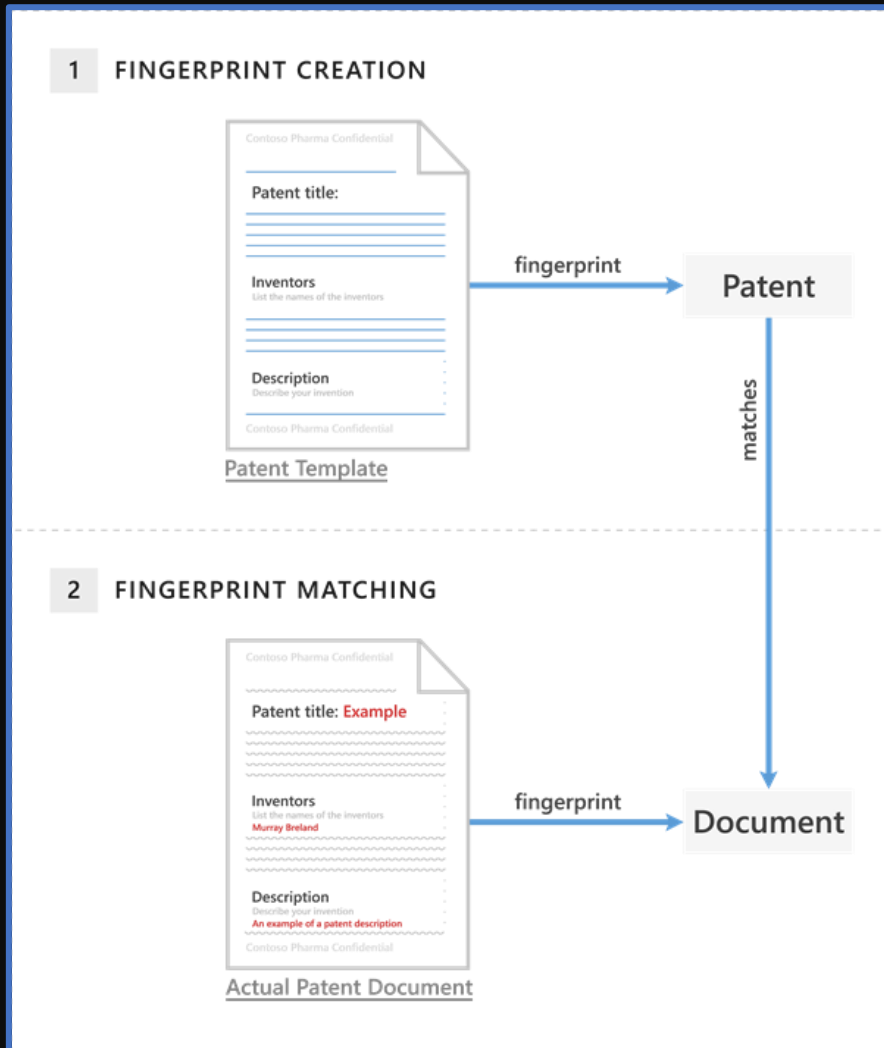 1 FINGERPRINT CREATION
Contoso Pharma Confidential
Patent title:
Inventors
List the names of the inventors
Description
Describe your invention
Contoso Pharma Confidential
Patent Template
fingerprint
Patent
matches
2 FINGERPRINT MATCHING
Contoso Pharma Confidential
Patent title: Example
Inventors
List the names of the inventors
Murray Breland
Description
Describe your invention
An example of a patent description
Contoso Pharma Confidential
Actual Patent Document
fingerprint
Document